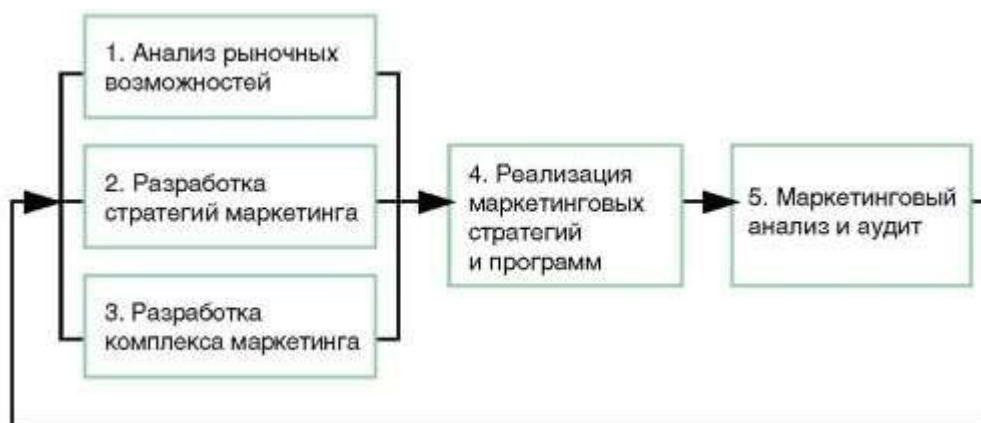 1. Анализ рыночных
возможностей
2. Разработка
стратегий маркетинга
3. Разработка
комплекса маркетинга
4. Реализация
маркетинговых
стратегий
и программ
5. Маркетинговый
анализ и аудит